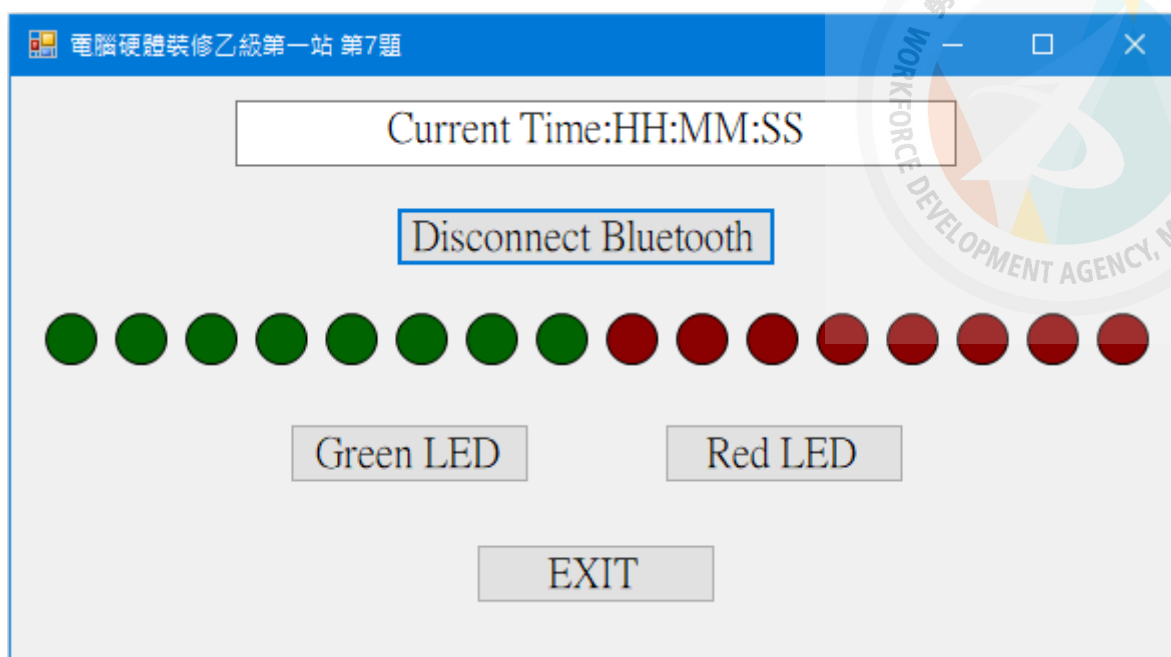 電腦硬體裝修乙級第一站 第7題
Current Time:HH:MM:SS
Disconnect Bluetooth
Green LED
Red LED
EXIT
WORKFORCE DEVELOPMENT AGENCY,